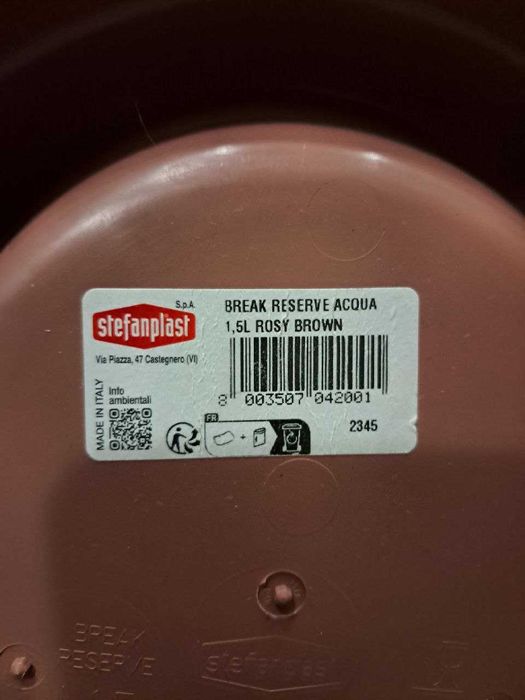 S.p.A.
stefanplast
Via Piazza, 47 Castegnero (VI)
MADE IN ITALY
Info
ambientali
BREAK RESERVE ACQUA
1,5L ROSY BROWN
8 003507 042001
FR
+
2345
BREAK
RESERVE
stefanplast